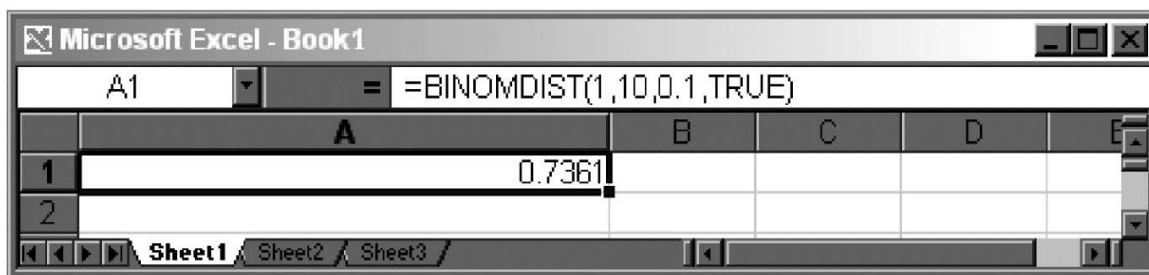 Microsoft Excel - Book1
A1 = =BINOMDIST(1,10,0.1,TRUE)
A B C D E
1 0.7361
2
Sheet1 Sheet2 Sheet3